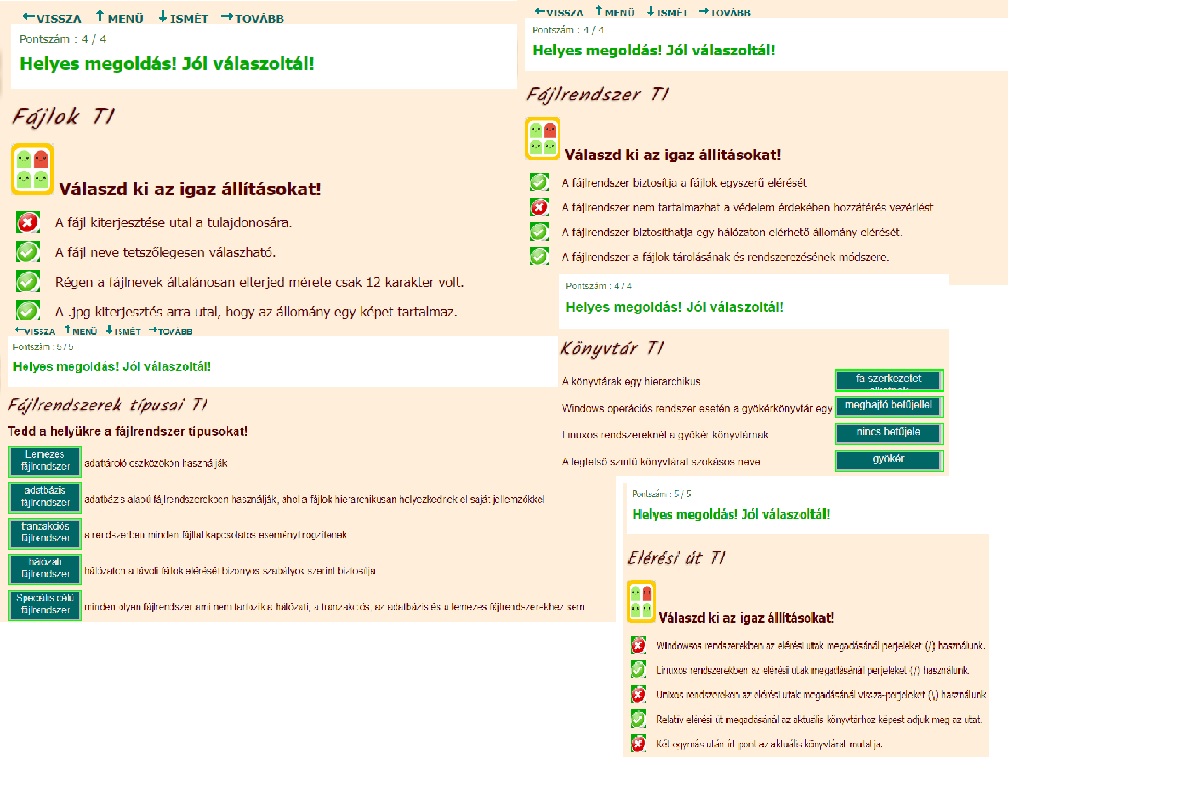 ←VISSZA ↑MENÜ ↓ISMÉT →TOVÁBB
Pontszám : 4 / 4
Helyes megoldás! Jól válaszoltál!
Fájlok TI
Válaszd ki az igaz állításokat!
A fájl kiterjesztése utal a tulajdonosára.
A fájl neve tetszőlegesen válaszható.
Régen a fájlnevek általánosan elterjed mérete csak 12 karakter volt.
A .jpg kiterjesztés arra utal, hogy az állomány egy képet tartalmaz.
←VISSZA ↑MENÜ ↓ISMÉT →TOVÁBB
Pontszám : 5 / 5
Helyes megoldás! Jól válaszoltál!
Fájlrendszerek típusai TI
Tedd a helyükre a fájlrendszer típusokat!
Lemezes fájlrendszer
adattároló eszközökön használják
adatbázis fájlrendszer
adatbázis alapú fájlrendszerekben használják, ahol a fájlok hierarchikusan helyezkednek el saját jellemzőkkel
tranzakciós fájlrendszer
a rendszerben minden fájllal kapcsolatos eseményt rögzítenek
hálózati fájlrendszer
hálózaton a távoli fájlok elérését bizonyos szabályok szerint biztosítja
Speciális célú fájlrendszer
minden olyan fájlrendszer ami nem tartozik a hálózati, a tranzakciós, az adatbázis és a lemezes fájlrendszerekhez sem
←VISSZA ↑MENÜ ↓ISMÉT →TOVÁBB
Pontszám : 4 / 4
Helyes megoldás! Jól válaszoltál!
Fájlrendszer TI
Válaszd ki az igaz állításokat!
A fájlrendszer biztosítja a fájlok egyszerű elérését
A fájlrendszer nem tartalmazhat a védelem érdekében hozzáférés vezérlést
A fájlrendszer biztosíthatja egy hálózaton elérhető állomány elérését.
A fájlrendszer a fájlok tárolásának és rendszerezésének módszere.
Pontszám : 4 / 4
Helyes megoldás! Jól válaszoltál!
Könyvtár TI
A könyvtárak egy hierarchikus
fa szerkezetet
Windows operációs rendszer esetén a gyökérkönyvtár egy
meghajtó betűjellel
Linuxos rendszereknél a gyökér könyvtárnak
nincs betűjele
A legfelső szintű könyvtárat szokásos neve
gyökér
Pontszám : 5 / 5
Helyes megoldás! Jól válaszoltál!
Elérési út TI
Válaszd ki az igaz állításokat!
Windowsos rendszerekben az elérési utak megadásánál perjeleket (/) használunk.
Linuxos rendszerekben az elérési utak megadásánál perjeleket (/) használunk.
Unixos rendszereken az elérési utak megadásánál vissza-perjeleket (\) használunk
Relatív elérési út megadásánál az aktuális könyvtárhoz képest adjuk meg az utat.
Két egymás után írt pont az aktuális könyvtárat mutatja.